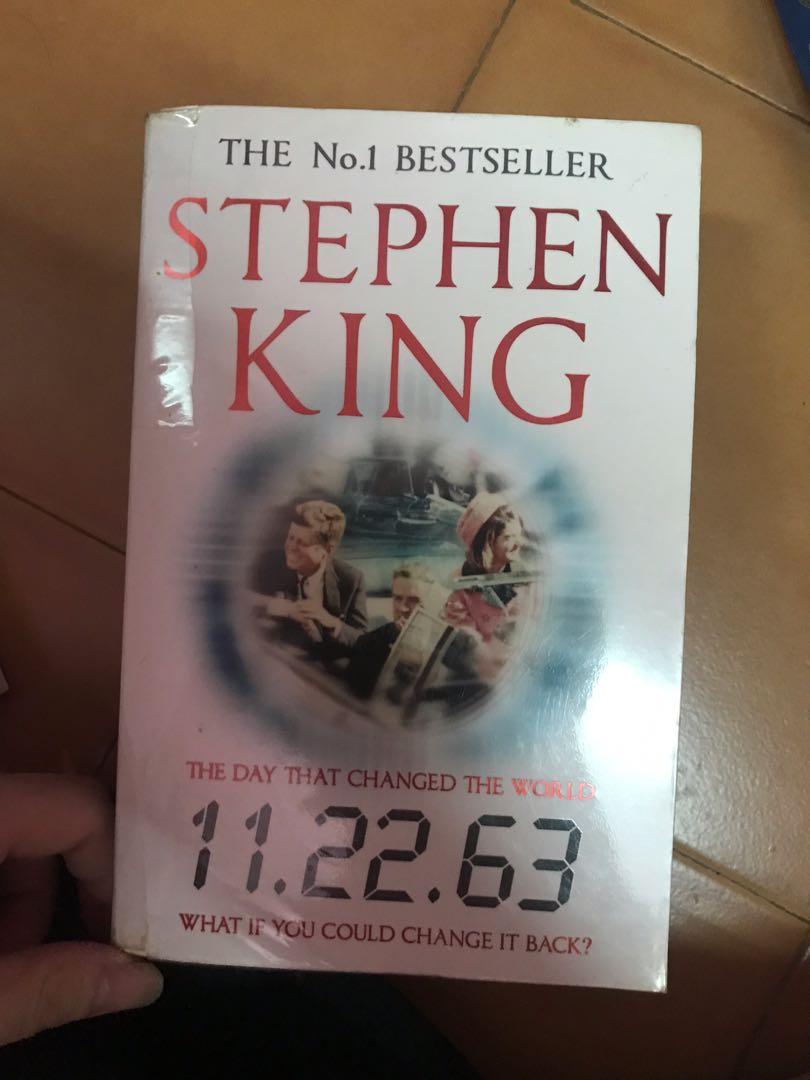 THE No.1 BESTSELLER
STEPHEN
KING
THE DAY THAT CHANGED THE WORLD
11.22.63
WHAT IF YOU COULD CHANGE IT BACK?